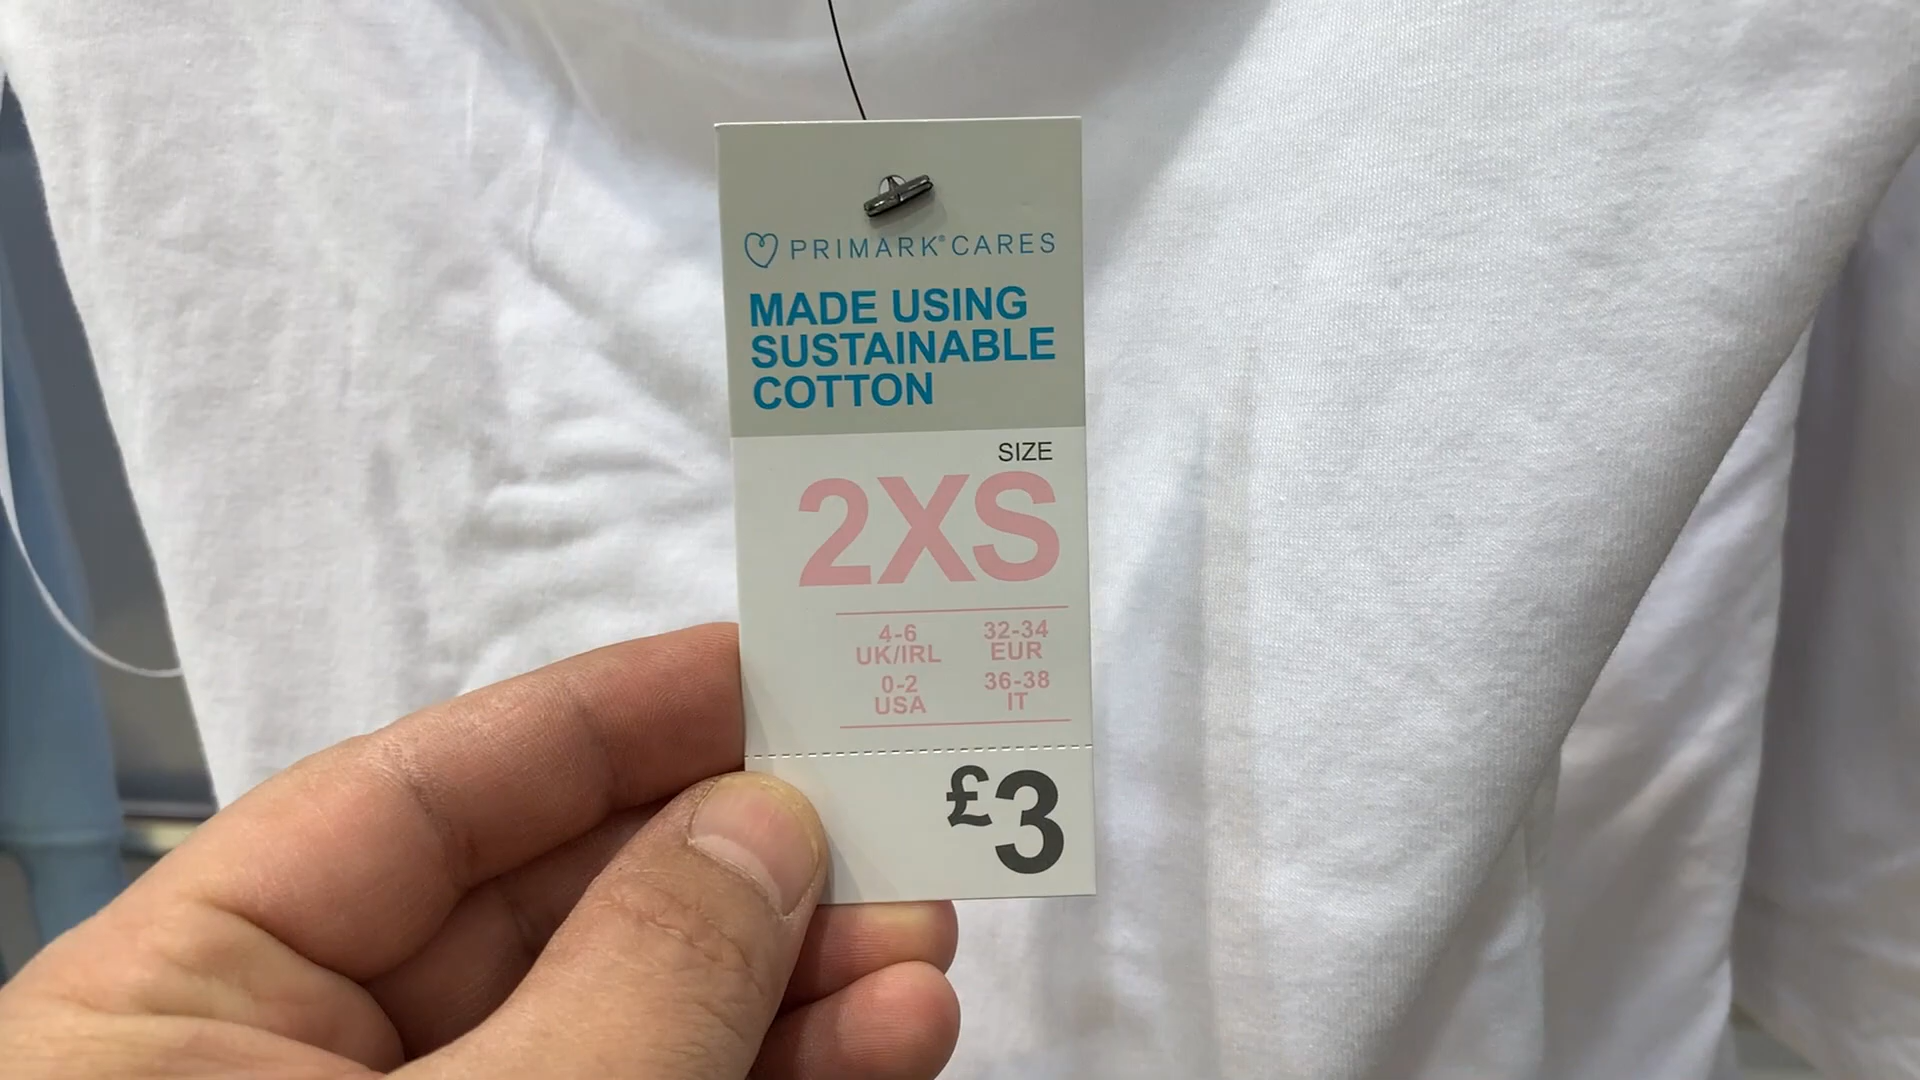 PRIMARK® CARES
MADE USING
SUSTAINABLE
COTTON
SIZE
2XS
4-6 32-34
UK/IRL EUR
0-2 36-38
USA IT
£3